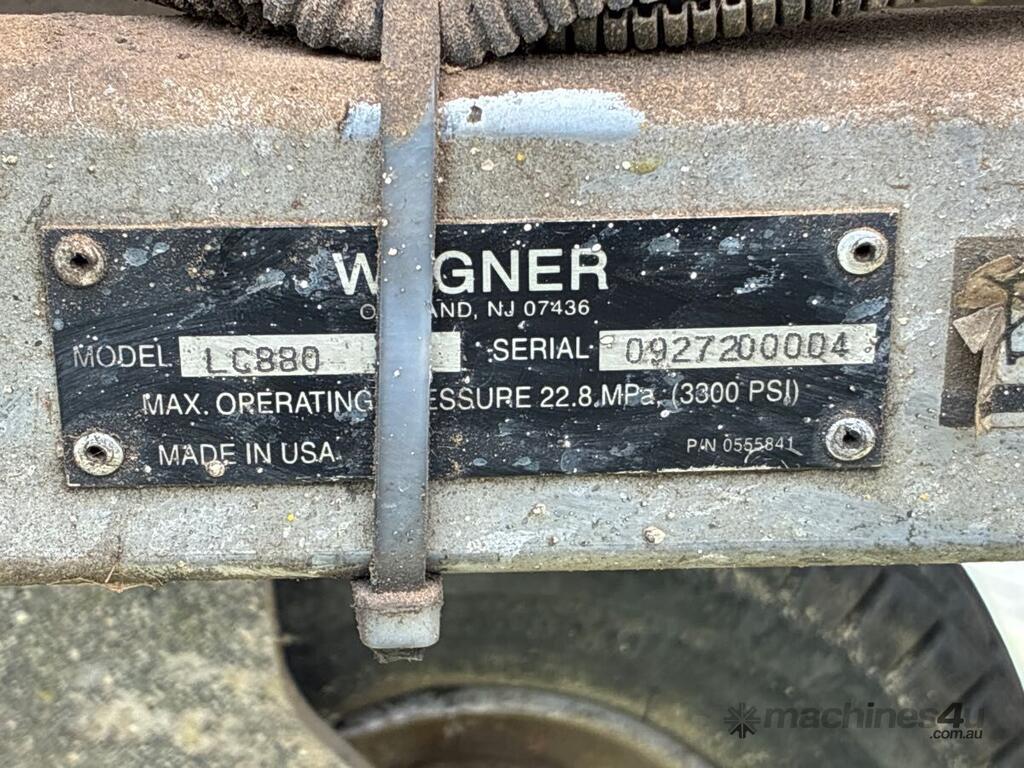 W GNER
O AND, NJ 07436
MODEL LC880 SERIAL 0927200004
MAX. OPERATING ESSURE 22.8 MPa. (3300 PSI)
MADE IN USA P/N 0555841
machines4u
.com.au